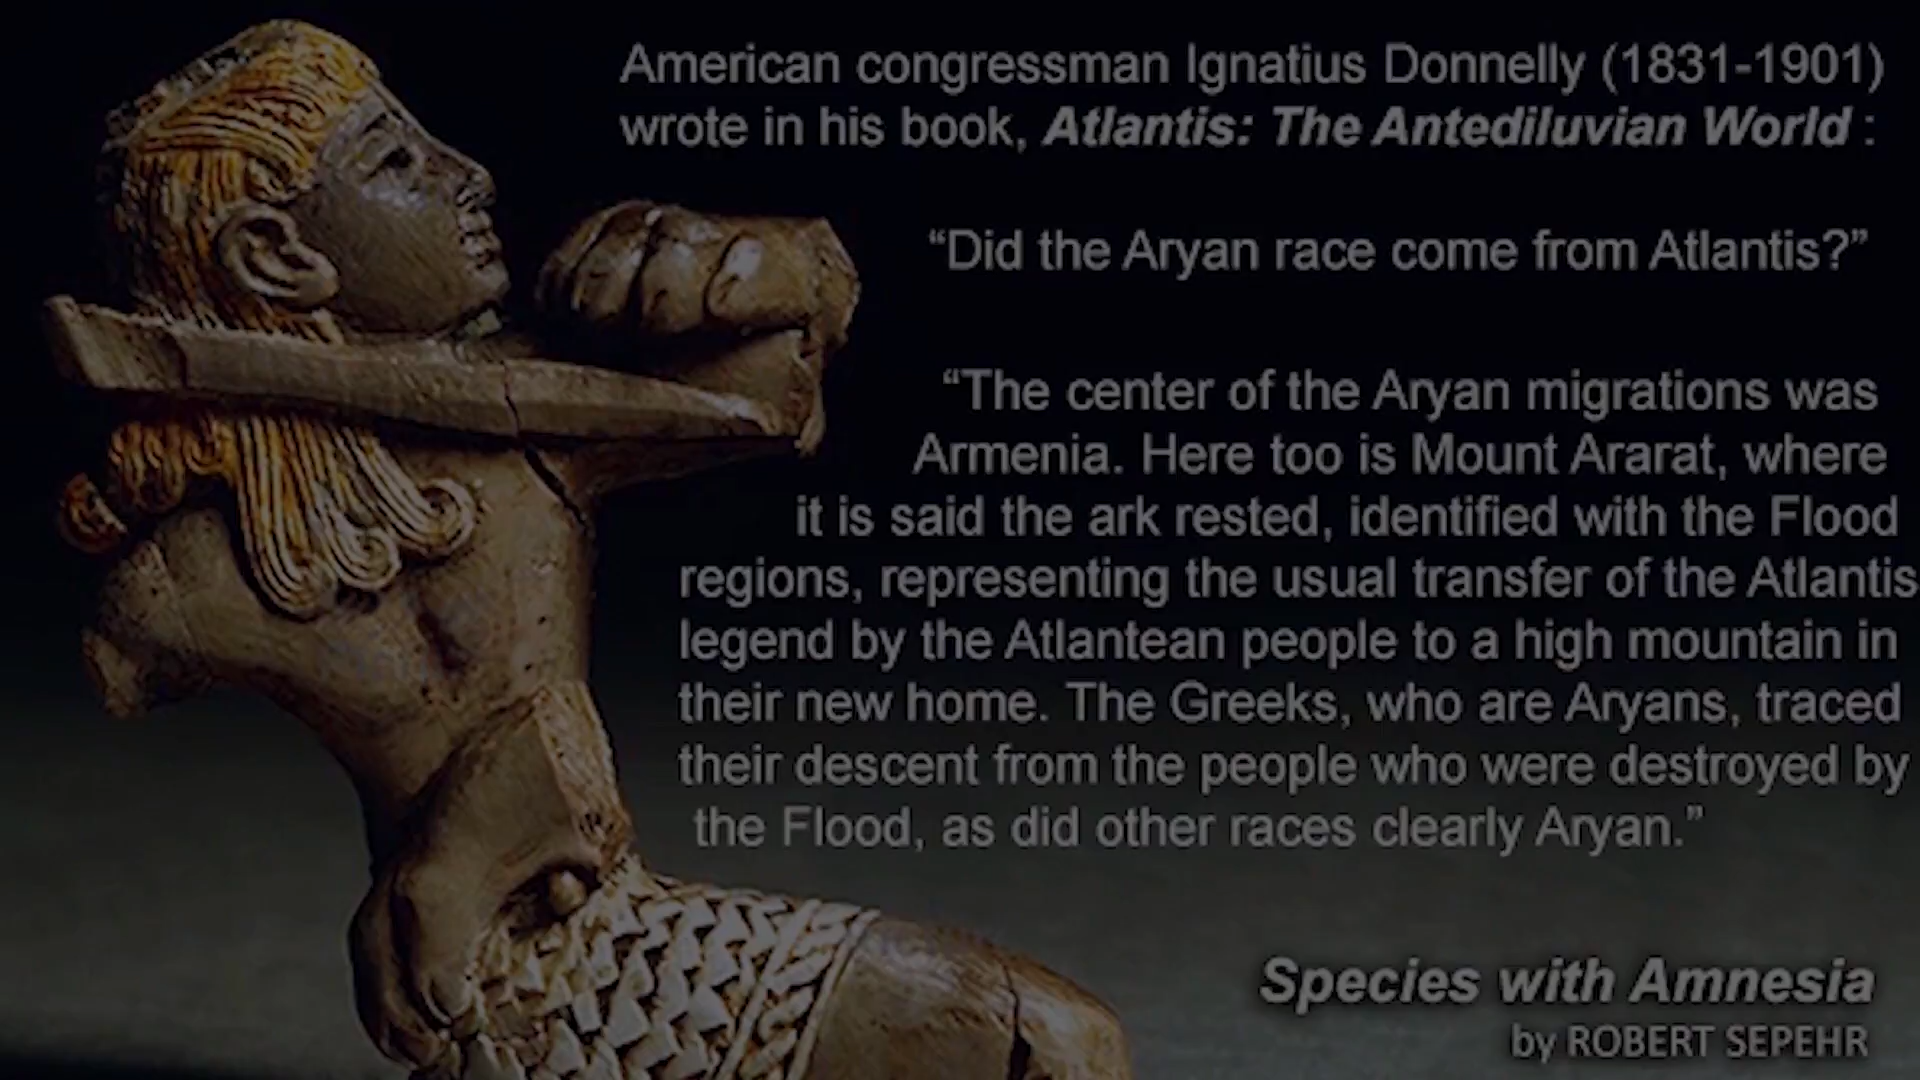 American congressman Ignatius Donnelly (1831-1901)
wrote in his book, Atlantis: The Antediluvian World :
“Did the Aryan race come from Atlantis?”
“The center of the Aryan migrations was
Armenia. Here too is Mount Ararat, where
it is said the ark rested, identified with the Flood
regions, representing the usual transfer of the Atlantis
legend by the Atlantean people to a high mountain in
their new home. The Greeks, who are Aryans, traced
their descent from the people who were destroyed by
the Flood, as did other races clearly Aryan.”
Species with Amnesia
by ROBERT SEPEHR